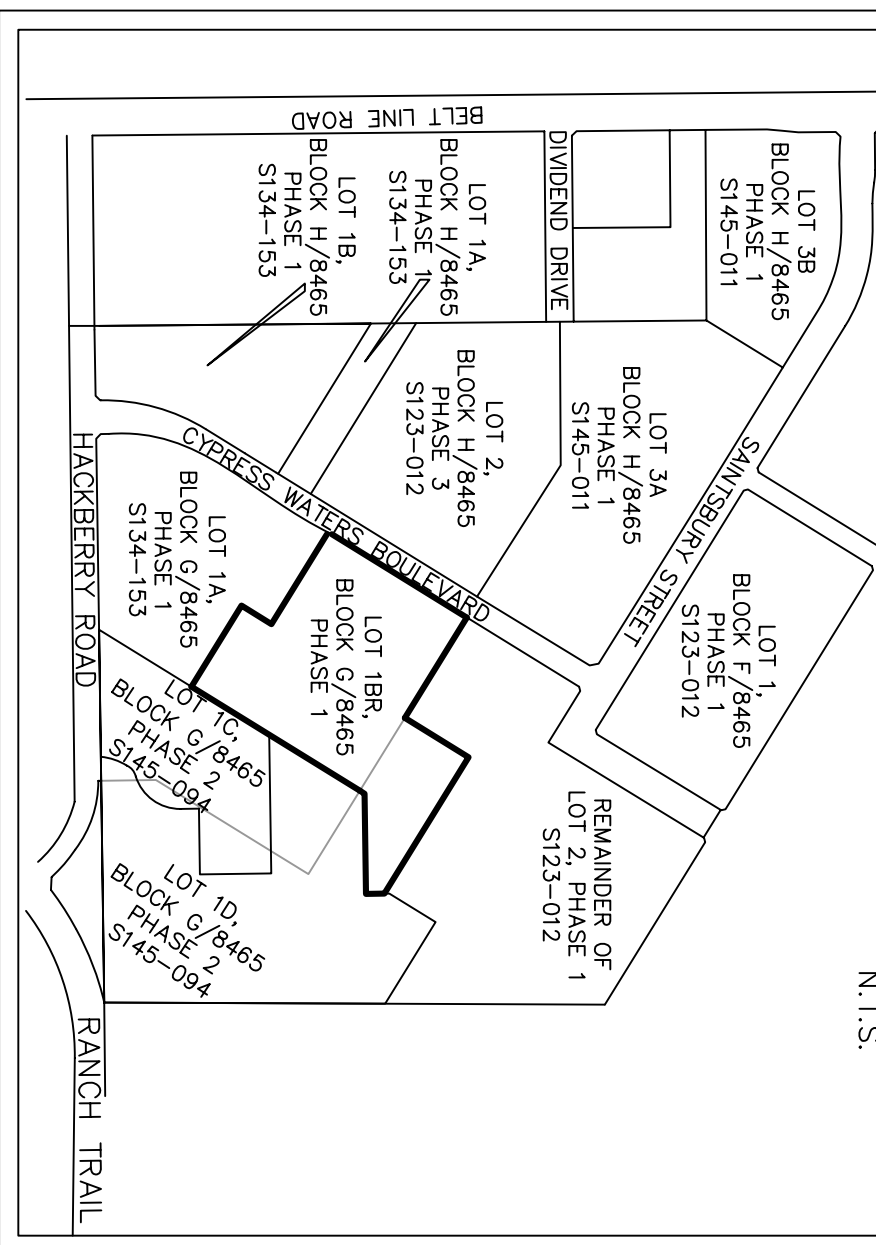 BELT LINE ROAD
LOT 3B
BLOCK H/8465
PHASE 1
S145-011
DIVIDEND DRIVE
LOT 1A,
BLOCK H/8465
PHASE 1
S134-153
LOT 1B,
BLOCK H/8465
PHASE 1
S134-153
LOT 3A
BLOCK H/8465
PHASE 1
S145-011
LOT 2,
BLOCK H/8465
PHASE 3
S123-012
SAINTSBURY STREET
CYPRESS WATERS BOULEVARD
HACKBERRY ROAD
LOT 1A,
BLOCK G/8465
PHASE 1
S134-153
LOT 1BR,
BLOCK G/8465
PHASE 1
LOT 1,
BLOCK F/8465
PHASE 1
S123-012
LOT 1C,
BLOCK G/8465
PHASE 2
S145-094
LOT 1D,
BLOCK G/8465
PHASE 2
S145-094
REMAINDER OF
LOT 2, PHASE 1
S123-012
N.T.S.
RANCH TRAIL